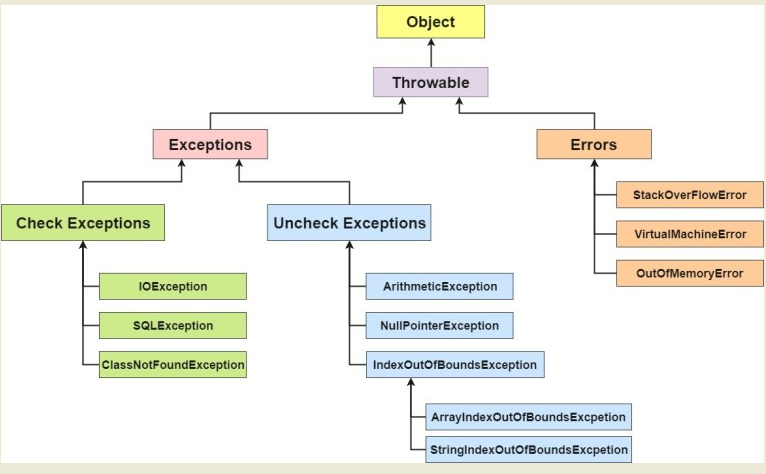 Object
Throwable
Exceptions
Errors
Check Exceptions
Uncheck Exceptions
StackOverFlowError
VirtualMachineError
OutOfMemoryError
IOException
SQLException
ClassNotFoundException
ArithmeticException
NullPointerException
IndexOutOfBoundsException
ArrayIndexOutOfBoundsExcpetion
StringIndexOutOfBoundsExcpetion